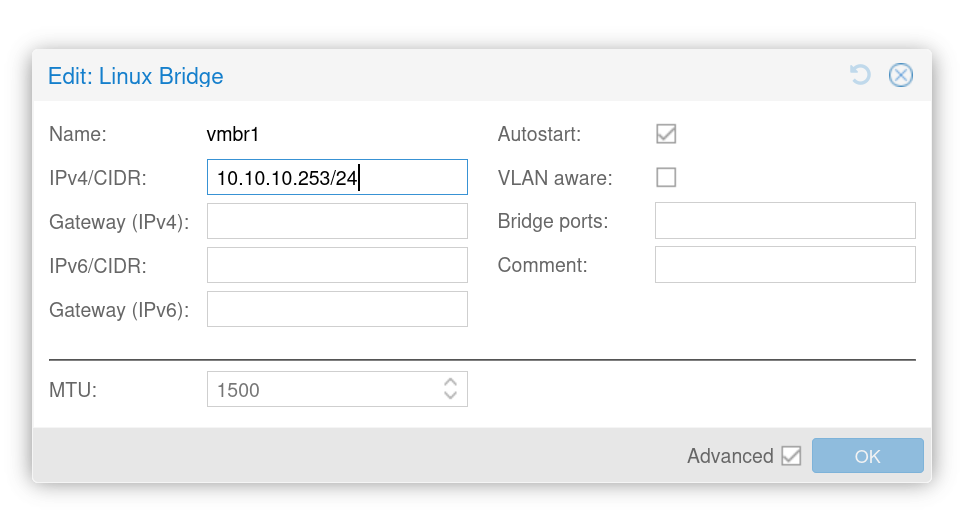 Edit: Linux Bridge
Name: vmbr1
IPv4/CIDR: 10.10.10.253/24
Gateway (IPv4):
IPv6/CIDR:
Gateway (IPv6):
Autostart:
VLAN aware:
Bridge ports:
Comment:
MTU: 1500
Advanced OK